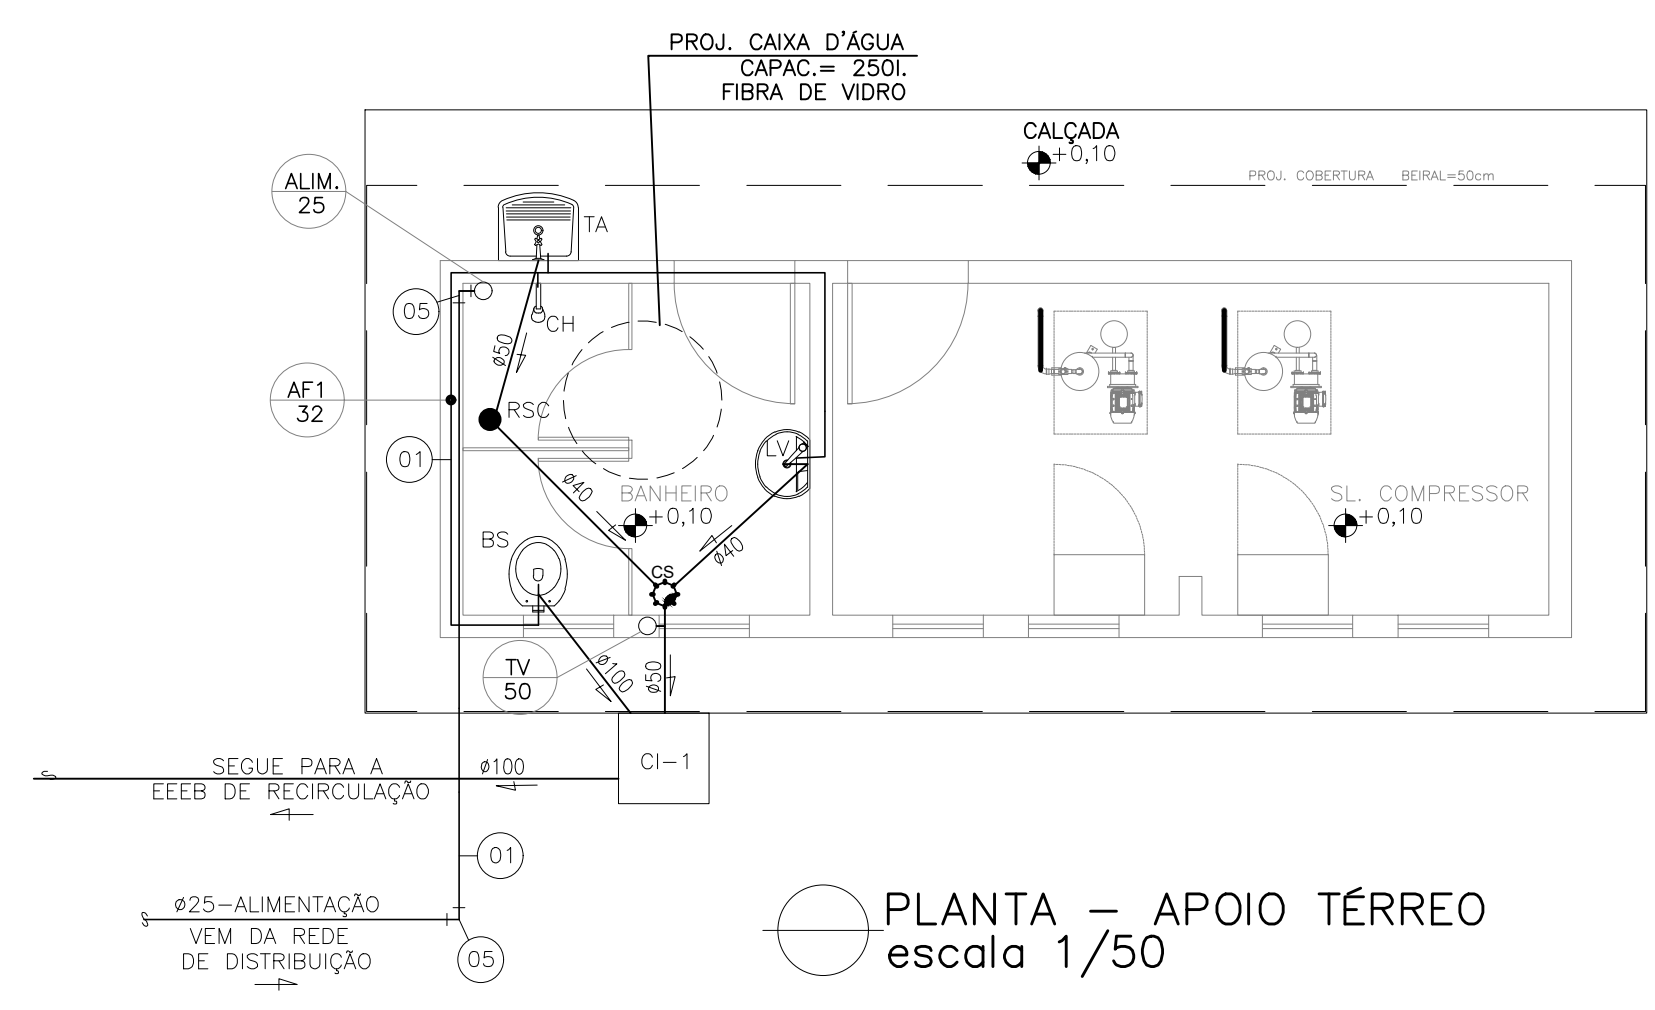 PROJ. CAIXA D'ÁGUA
CAPAC.= 250l.
FIBRA DE VIDRO
CALÇADA
+0,10
PROJ. COBERTURA BEIRAL=50cm
ALIM.
25
TA
05
CH
ø50
AF1
32
RSC
01
LV
ø40
BANHEIRO
+0,10
SL. COMPRESSOR
+0,10
BS
ø40
CS
TV
50
ø100
ø50
CI-1
SEGUE PARA A
EEEB DE RECIRCULAÇÃO
ø100
01
ø25-ALIMENTAÇÃO
VEM DA REDE
DE DISTRIBUIÇÃO
05
PLANTA - APOIO TÉRREO
escala 1/50